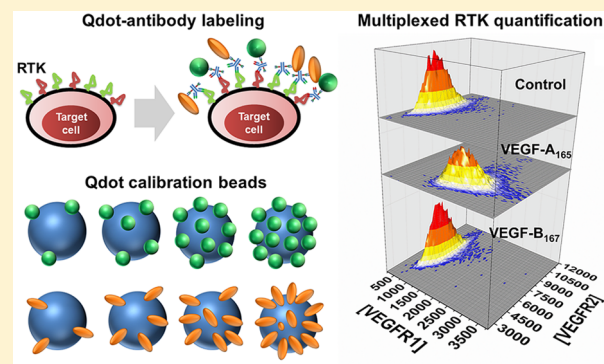 Qdot-antibody labeling
RTK
Target
cell
Target
cell
Qdot calibration beads
Multiplexed RTK quantification
Control
VEGF-A165
VEGF-B167
500
1000
1500
2000
2500
3000
3500
[VEGFR1]
12000
10500
9000
7500
6000
4500
3000
[VEGFR2]